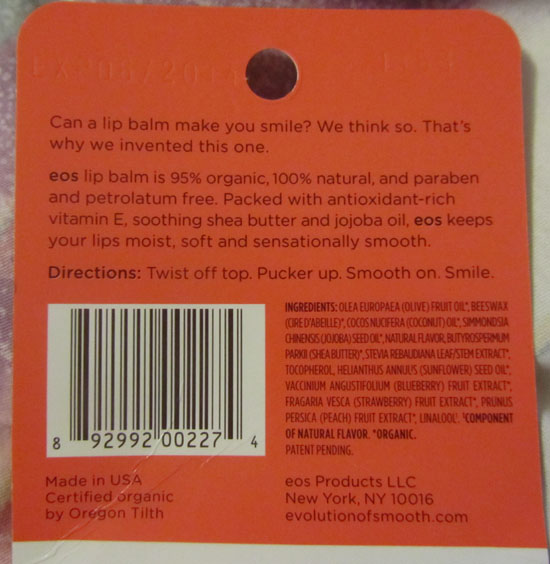 Can a lip balm make you smile? We think so. That's
why we invented this one.
eos lip balm is 95% organic, 100% natural, and paraben
and petrolatum free. Packed with antioxidant-rich
vitamin E, soothing shea butter and jojoba oil, eos keeps
your lips moist, soft and sensationally smooth.
Directions: Twist off top. Pucker up. Smooth on. Smile.
INGREDIENTS: OLEA EUROPAEA (OLIVE) FRUIT OIL*, BEESWAX
(CIRE D'ABEILLE)*, COCOS NUCIFERA (COCONUT) OIL*, SIMMONDSIA
CHINENSIS (JOJOBA) SEED OIL*, NATURAL FLAVOR, BUTYROSPERMUM
PARKII (SHEA BUTTER)*, STEVIA REBAUDIANA LEAF/STEM EXTRACT*,
TOCOPHEROL, HELIANTHUS ANNUUS (SUNFLOWER) SEED OIL*,
VACCINIUM ANGUSTIFOLIUM (BLUEBERRY) FRUIT EXTRACT*,
FRAGARIA VESCA (STRAWBERRY) FRUIT EXTRACT*, PRUNUS
PERSICA (PEACH) FRUIT EXTRACT*, LINALOOL¹. ¹COMPONENT
OF NATURAL FLAVOR. *ORGANIC.
PATENT PENDING.
8 92992 00227 4
Made in USA
Certified organic
by Oregon Tilth
eos Products LLC
New York, NY 10016
evolutionofsmooth.com